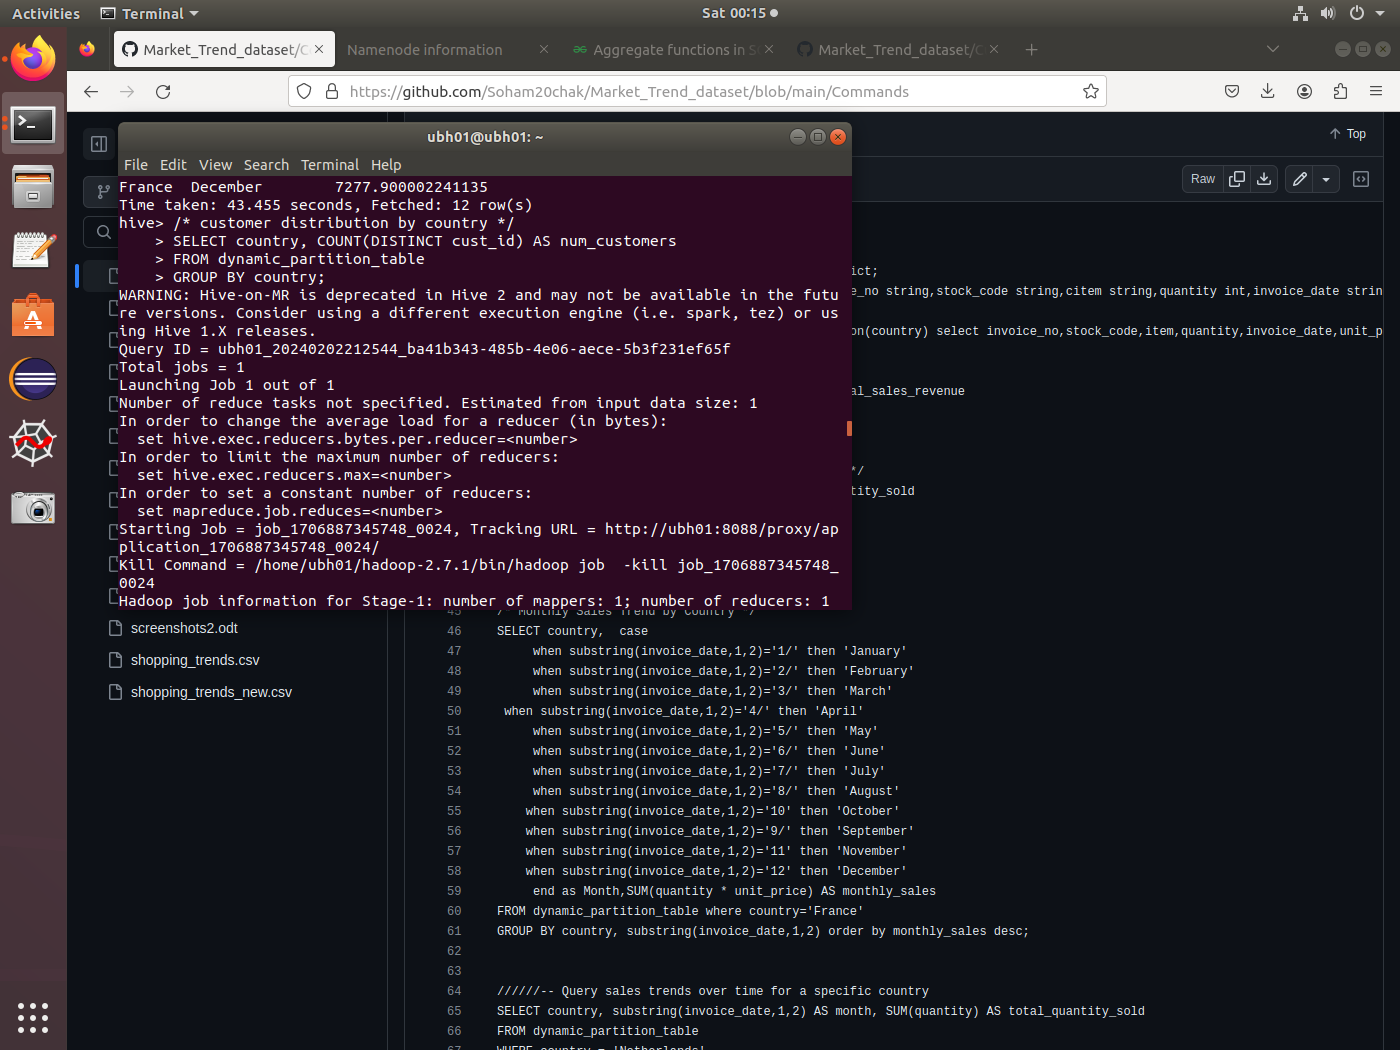 Activities
Terminal
Sat 00:15
Market_Trend_dataset/C
Namenode information
Aggregate functions in S
Market_Trend_dataset/C
https://github.com/Soham20chak/Market_Trend_dataset/blob/main/Commands
Top
Raw
ubh01@ubh01: ~
File Edit View Search Terminal Help
France  December        7277.900002241135
Time taken: 43.455 seconds, Fetched: 12 row(s)
hive> /* customer distribution by country */
    > SELECT country, COUNT(DISTINCT cust_id) AS num_customers
    > FROM dynamic_partition_table
    > GROUP BY country;
WARNING: Hive-on-MR is deprecated in Hive 2 and may not be available in the futu
re versions. Consider using a different execution engine (i.e. spark, tez) or us
ing Hive 1.X releases.
Query ID = ubh01_20240202212544_ba41b343-485b-4e06-aece-5b3f231ef65f
Total jobs = 1
Launching Job 1 out of 1
Number of reduce tasks not specified. Estimated from input data size: 1
In order to change the average load for a reducer (in bytes):
  set hive.exec.reducers.bytes.per.reducer=<number>
In order to limit the maximum number of reducers:
  set hive.exec.reducers.max=<number>
In order to set a constant number of reducers:
  set mapreduce.job.reduces=<number>
Starting Job = job_1706887345748_0024, Tracking URL = http://ubh01:8088/proxy/ap
plication_1706887345748_0024/
Kill Command = /home/ubh01/hadoop-2.7.1/bin/hadoop job  -kill job_1706887345748_
0024
Hadoop job information for Stage-1: number of mappers: 1; number of reducers: 1
ict;
e_no string,stock_code string,citem string,quantity int,invoice_date strin
on(country) select invoice_no,stock_code,item,quantity,invoice_date,unit_p
al_sales_revenue
*/
tity_sold
screenshots2.odt
shopping_trends.csv
shopping_trends_new.csv
45 /* Monthly Sales Trend by Country */
46 SELECT country,  case
47 when substring(invoice_date,1,2)='1/' then 'January'
48 when substring(invoice_date,1,2)='2/' then 'February'
49 when substring(invoice_date,1,2)='3/' then 'March'
50 when substring(invoice_date,1,2)='4/' then 'April'
51 when substring(invoice_date,1,2)='5/' then 'May'
52 when substring(invoice_date,1,2)='6/' then 'June'
53 when substring(invoice_date,1,2)='7/' then 'July'
54 when substring(invoice_date,1,2)='8/' then 'August'
55 when substring(invoice_date,1,2)='10' then 'October'
56 when substring(invoice_date,1,2)='9/' then 'September'
57 when substring(invoice_date,1,2)='11' then 'November'
58 when substring(invoice_date,1,2)='12' then 'December'
59 end as Month,SUM(quantity * unit_price) AS monthly_sales
60 FROM dynamic_partition_table where country='France'
61 GROUP BY country, substring(invoice_date,1,2) order by monthly_sales desc;
62
63
64 //////-- Query sales trends over time for a specific country
65 SELECT country, substring(invoice_date,1,2) AS month, SUM(quantity) AS total_quantity_sold
66 FROM dynamic_partition_table
67 WHERE country = 'Netherlands'